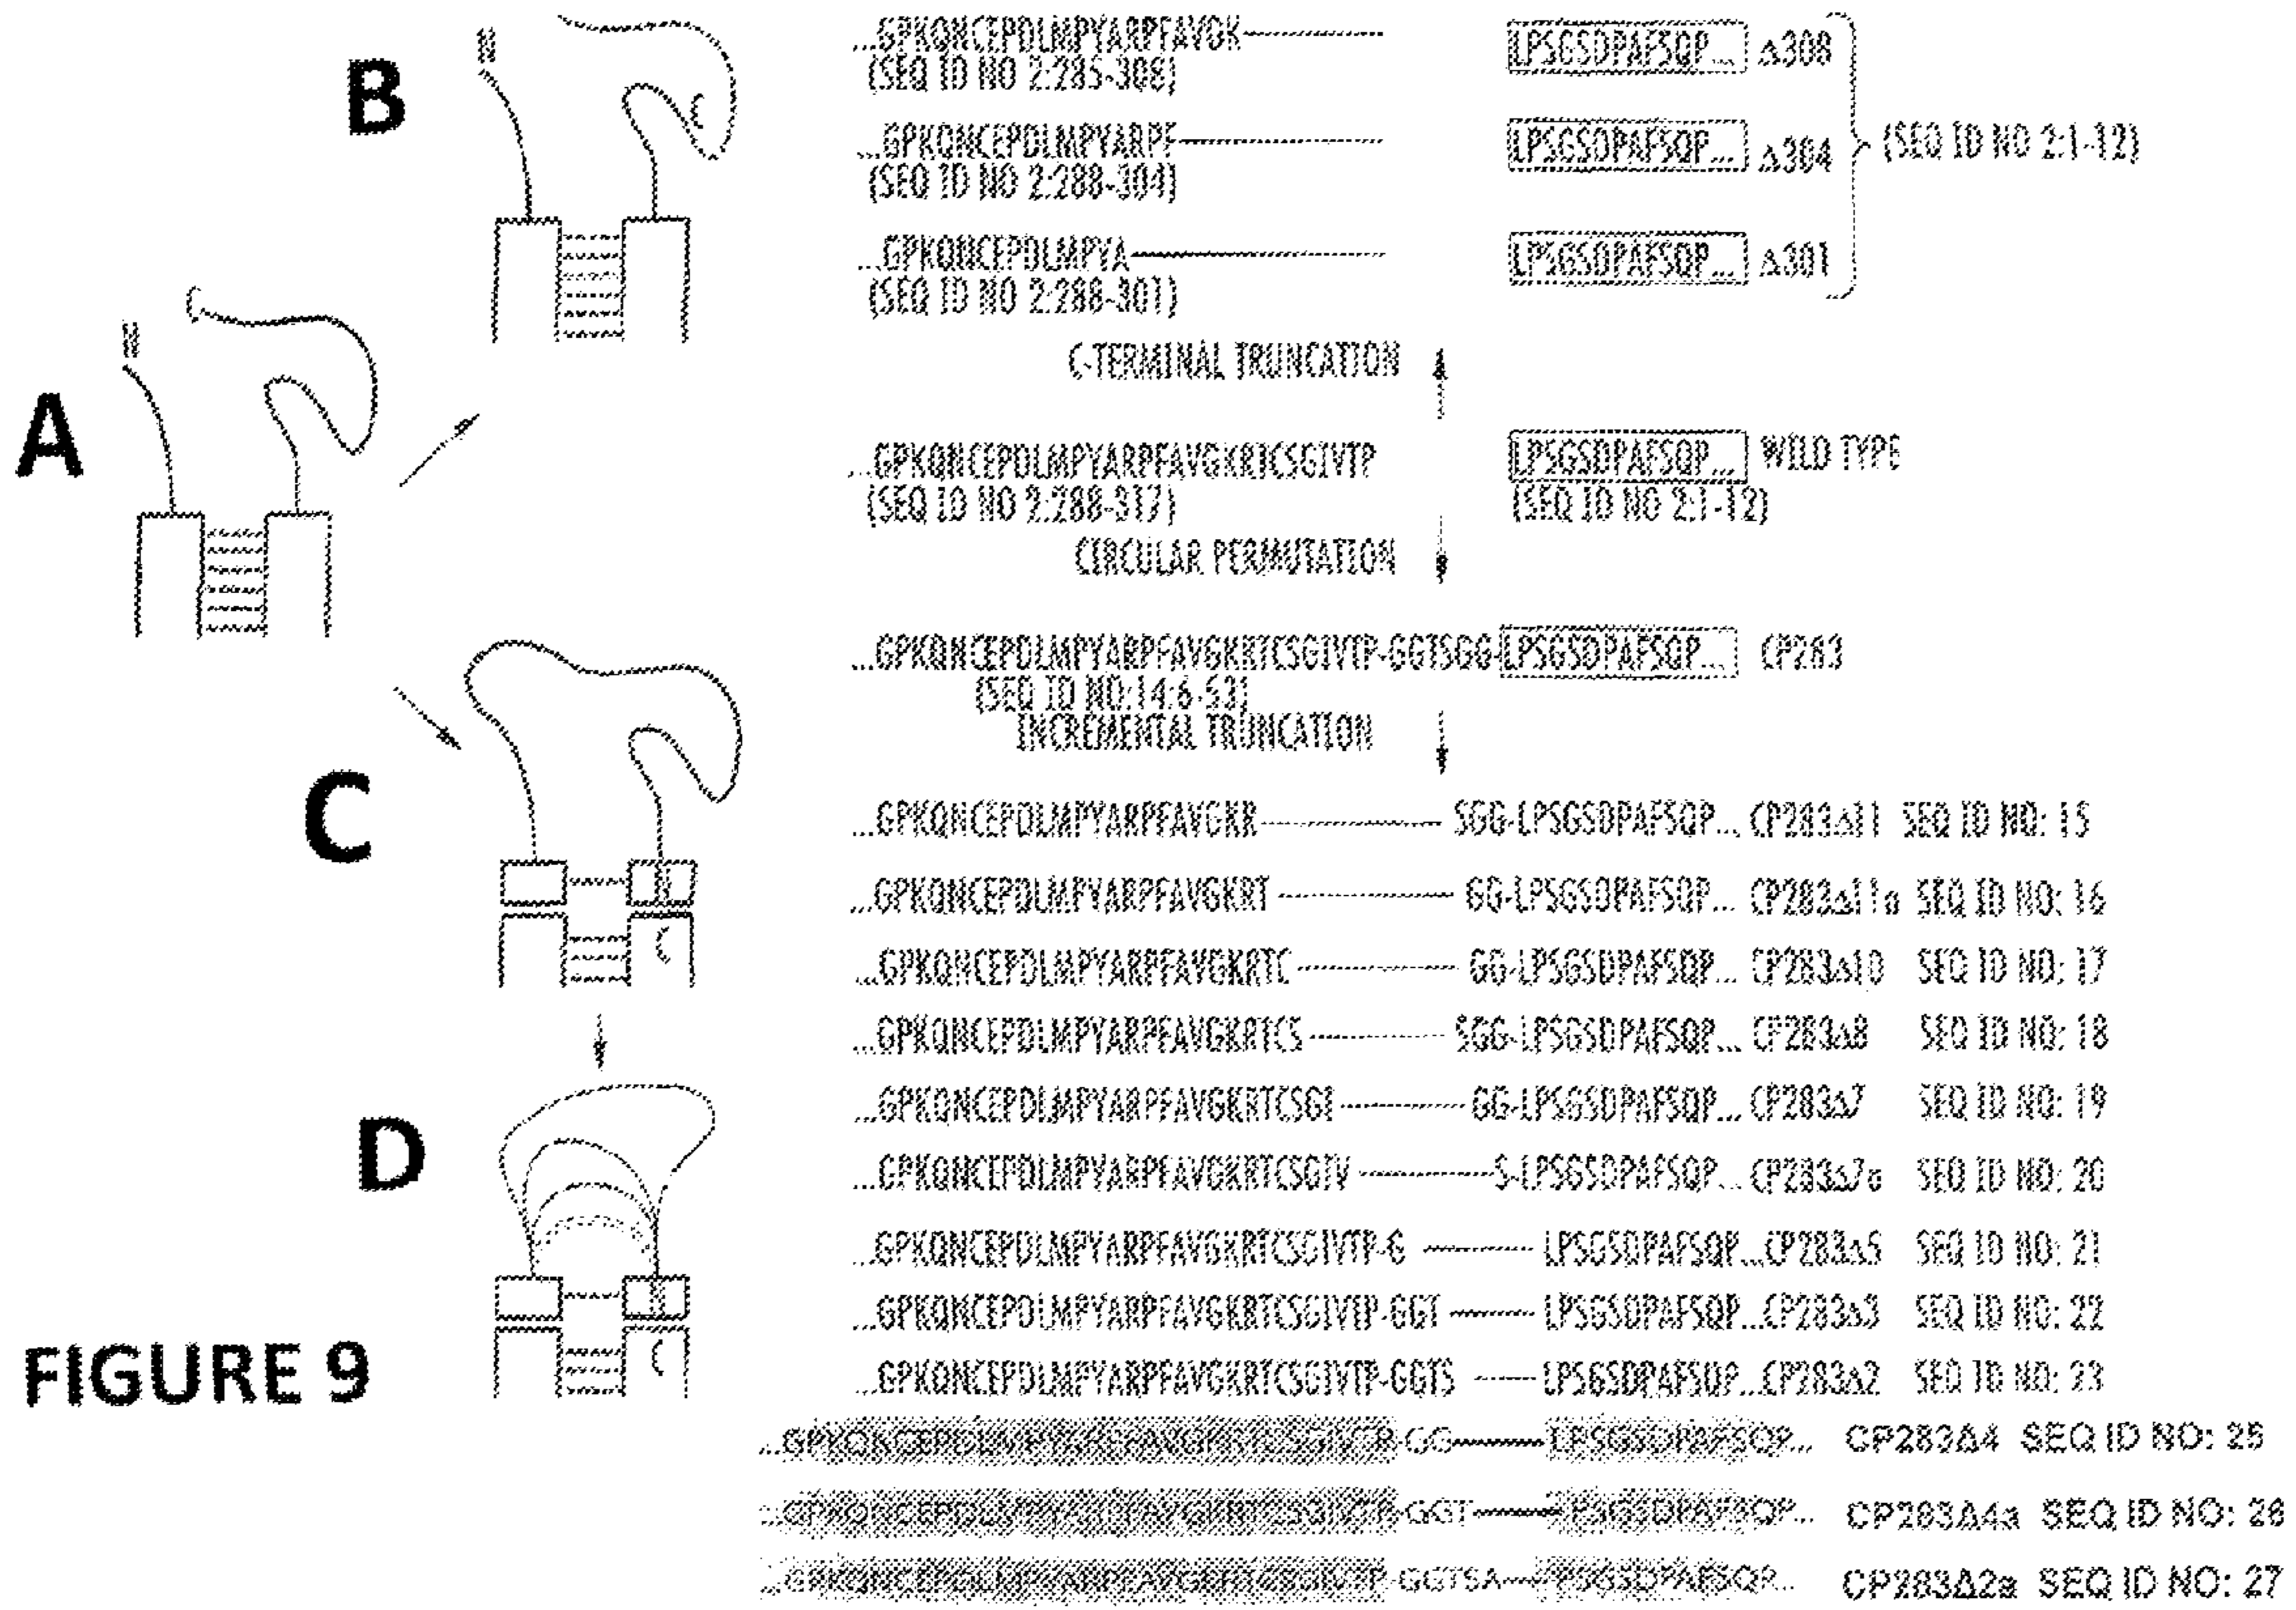 B
N
C
...GPKQNCEPDLMPYARPFAVGK LPSGSDPAFSQP... Δ308
(SEQ ID NO 2:285-308)
...GPKQNCEPDLMPYARPF LPSGSDPAFSQP... Δ304 (SEQ ID NO 2:1-12)
(SEQ ID NO 2:288-304)
...GPKQNCEPDLMPYA LPSGSDPAFSQP... Δ301
(SEQ ID NO 2:288-301)
C-TERMINAL TRUNCATION
A
N
C
...GPKQNCEPDLMPYARPFAVGKRTCSGIVTP LPSGSDPAFSQP... WILD TYPE
(SEQ ID NO 2:288-317) (SEQ ID NO 2:1-12)
CIRCULAR PERMUTATION
...GPKQNCEPDLMPYARPFAVGKRTCSGIVTP-GGTSGG-LPSGSDPAFSQP... CP283
(SEQ ID NO:14:6-53)
INCREMENTAL TRUNCATION
C
...GPKQNCEPDLMPYARPFAVGKR SGG-LPSGSDPAFSQP... CP283Δ11 SEQ ID NO: 15
...GPKQNCEPDLMPYARPFAVGKRT GG-LPSGSDPAFSQP... CP283Δ11a SEQ ID NO: 16
...GPKQNCEPDLMPYARPFAVGKRTC GG-LPSGSDPAFSQP... CP283Δ10 SEQ ID NO: 17
...GPKQNCEPDLMPYARPFAVGKRTCS SGG-LPSGSDPAFSQP... CP283Δ8 SEQ ID NO: 18
D
...GPKQNCEPDLMPYARPFAVGKRTCSGI GG-LPSGSDPAFSQP... CP283Δ7 SEQ ID NO: 19
...GPKQNCEPDLMPYARPFAVGKRTCSGIV S-LPSGSDPAFSQP... CP283Δ7a SEQ ID NO: 20
...GPKQNCEPDLMPYARPFAVGKRTCSGIVTP-G LPSGSDPAFSQP... CP283Δ5 SEQ ID NO: 21
...GPKQNCEPDLMPYARPFAVGKRTCSGIVTP-GGT LPSGSDPAFSQP... CP283Δ3 SEQ ID NO: 22
...GPKQNCEPDLMPYARPFAVGKRTCSGIVTP-GGTS LPSGSDPAFSQP... CP283Δ2 SEQ ID NO: 23
FIGURE 9
-GG LPSGSDPAFSQP... CP283Δ4 SEQ ID NO: 25
-GGT CP283Δ4a SEQ ID NO: 26
-GGTSA CP283Δ2a SEQ ID NO: 27